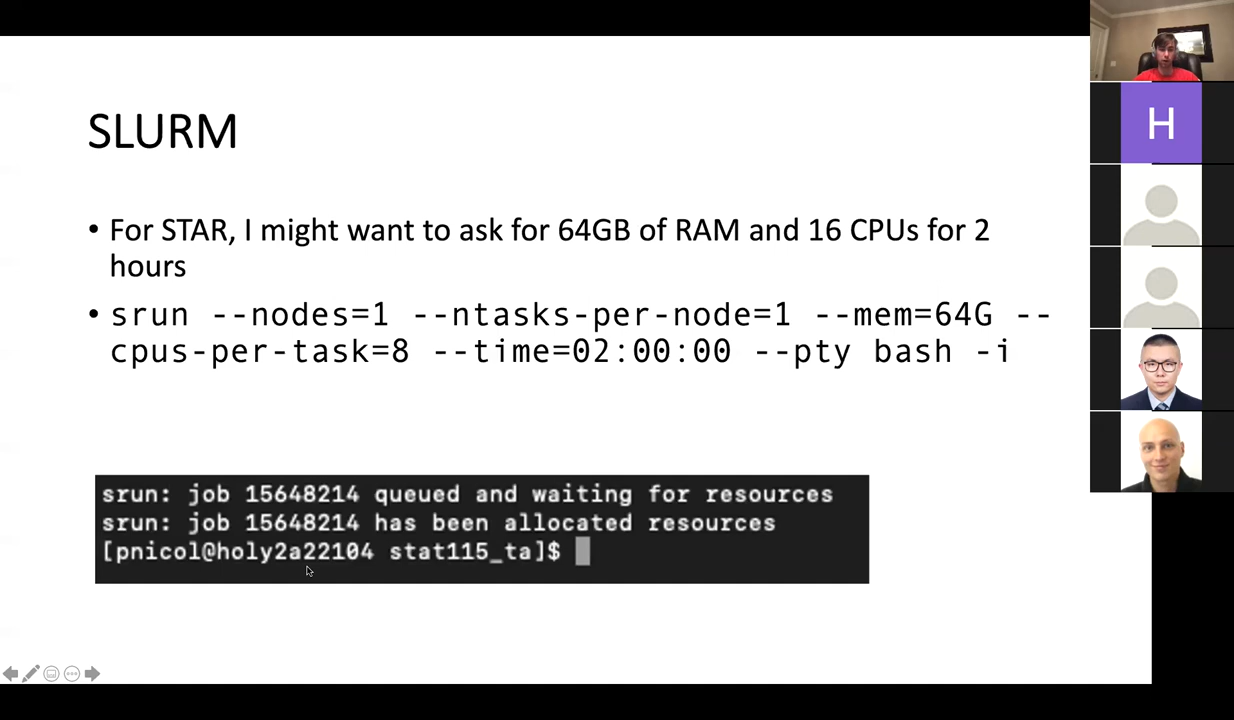 SLURM
• For STAR, I might want to ask for 64GB of RAM and 16 CPUs for 2
hours
• srun --nodes=1 --ntasks-per-node=1 --mem=64G --
cpus-per-task=8 --time=02:00:00 --pty bash -i
srun: job 15648214 queued and waiting for resources
srun: job 15648214 has been allocated resources
[pnicol@holy2a22104 stat115_ta]$
H